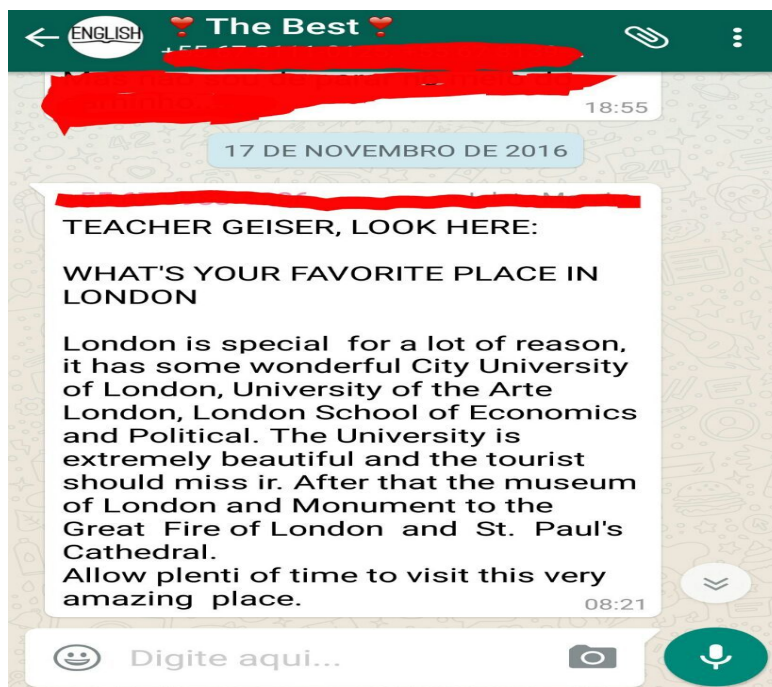 ENGLISH
The Best
18:55
17 DE NOVEMBRO DE 2016
TEACHER GEISER, LOOK HERE:
WHAT'S YOUR FAVORITE PLACE IN
LONDON
London is special for a lot of reason,
it has some wonderful City University
of London, University of the Arte
London, London School of Economics
and Political. The University is
extremely beautiful and the tourist
should miss ir. After that the museum
of London and Monument to the
Great Fire of London and St. Paul's
Cathedral.
Allow plenti of time to visit this very
amazing place.
08:21
Digite aqui...